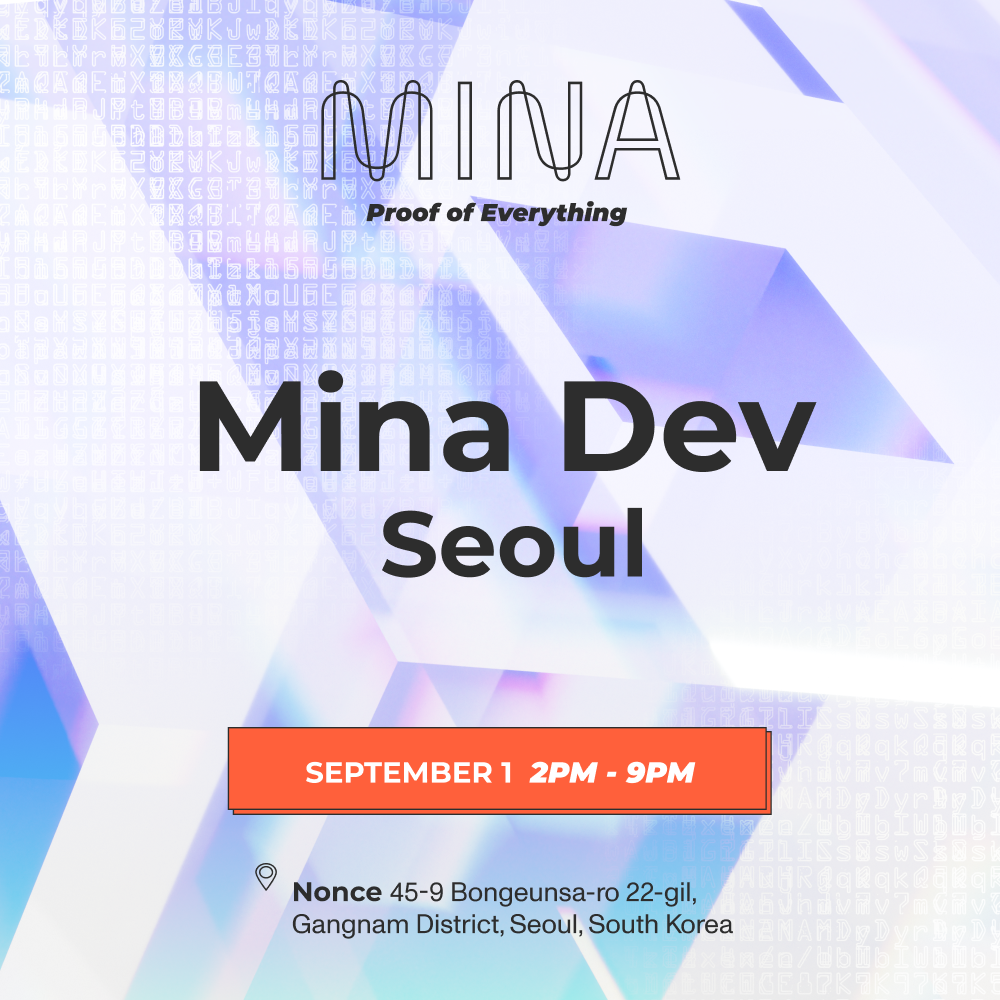 MINA
Proof of Everything
Mina Dev
Seoul
SEPTEMBER 1 2PM - 9PM
Nonce 45-9 Bongeunsa-ro 22-gil,
Gangnam District, Seoul, South Korea